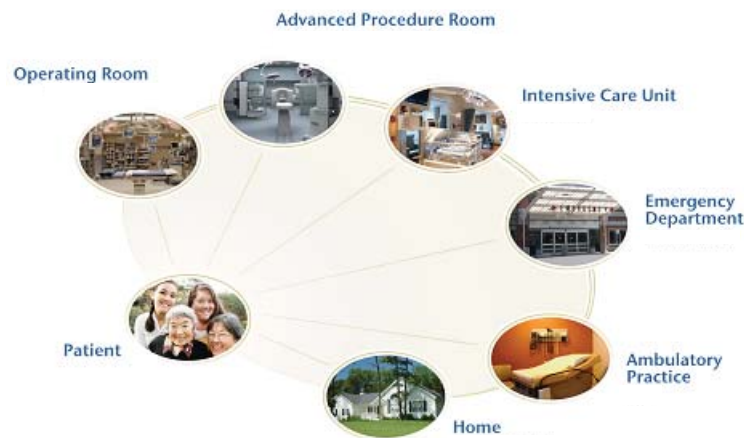 Advanced Procedure Room
Operating Room
Intensive Care Unit
Emergency
Department
Patient
Ambulatory
Practice
Home